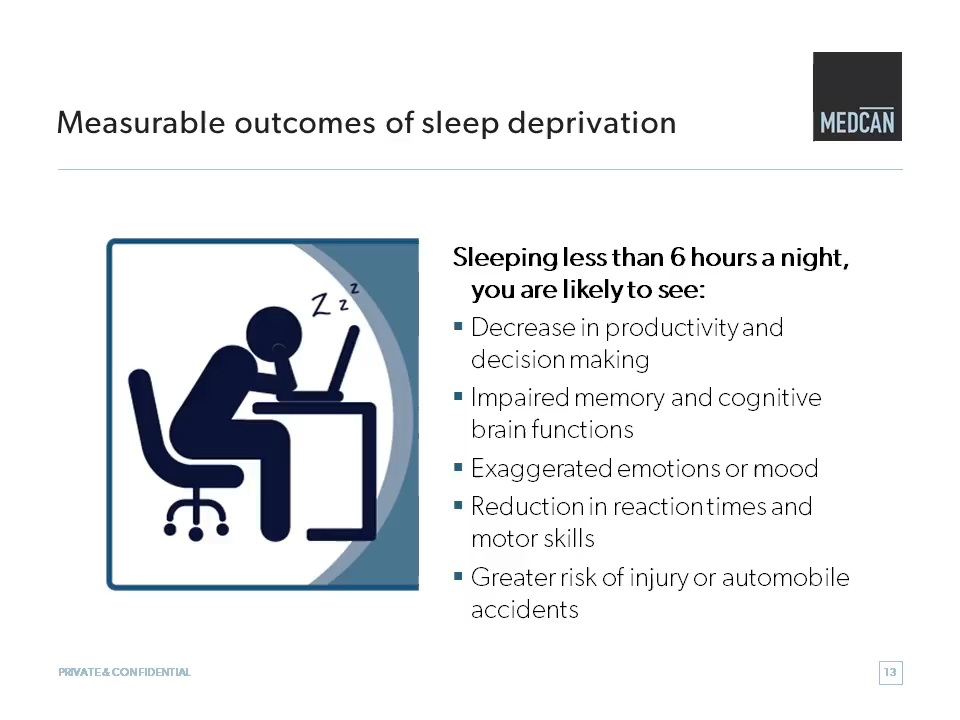 Measurable outcomes of sleep deprivation
MEDCAN
Z z z
Sleeping less than 6 hours a night,
you are likely to see:
▪ Decrease in productivity and
decision making
▪ Impaired memory and cognitive
brain functions
▪ Exaggerated emotions or mood
▪ Reduction in reaction times and
motor skills
▪ Greater risk of injury or automobile
accidents
PRIVATE & CONFIDENTIAL
13